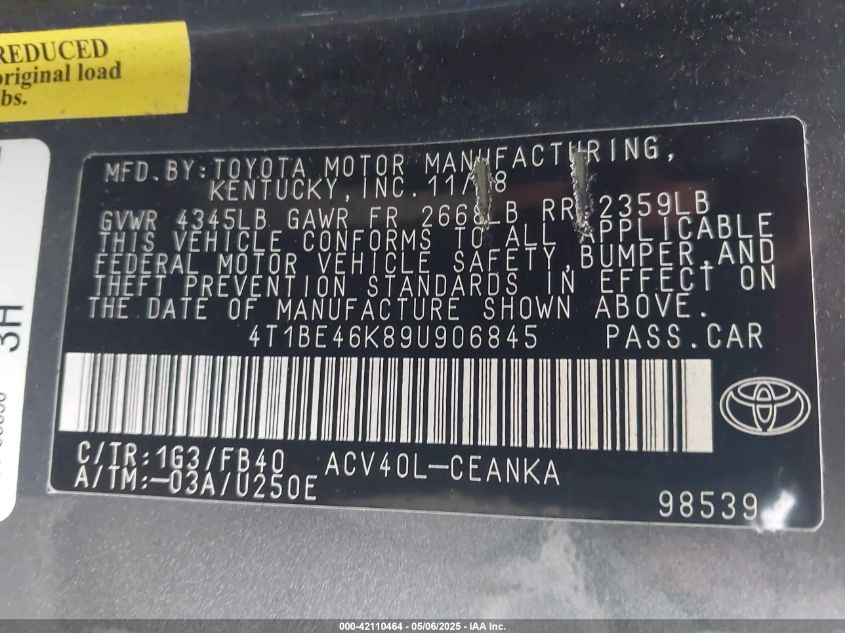 REDUCED
original load
bs.
3H
MFD.BY:TOYOTA MOTOR MANUFACTURING,
KENTUCKY,INC.
GVWR 4345LB GAWR FR 2668LB RR 2359LB
THIS VEHICLE CONFORMS TO ALL APPLICABLE
FEDERAL MOTOR VEHICLE SAFETY,BUMPER,AND
THEFT PREVENTION STANDARDS IN EFFECT ON
THE DATE OF MANUFACTURE SHOWN ABOVE.
4T1BE46K89U906845 PASS.CAR
C/TR:1G3/FB40 ACV40L-CEANKA
A/TM:-03A/U250E
98539
000-42110464 - 05/06/2025 - IAA Inc.